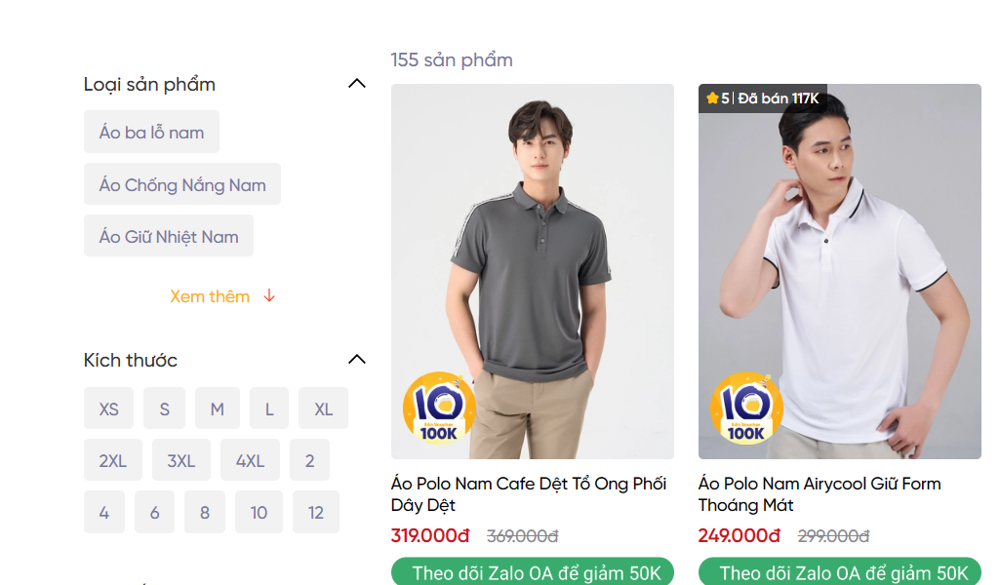 155 sản phẩm
Loại sản phẩm
Áo ba lỗ nam
Áo Chống Nắng Nam
Áo Giữ Nhiệt Nam
Xem thêm
Kích thước
XS S M L XL
2XL 3XL 4XL 2
4 6 8 10 12
10
100K
Áo Polo Nam Cafe Dệt Tổ Ong Phối
Dây Dệt
319.000đ 369.000đ
Theo dõi Zalo OA để giảm 50K
5 | Đã bán 117K
10
100K
Áo Polo Nam Airycool Giữ Form
Thoáng Mát
249.000đ 299.000đ
Theo dõi Zalo OA để giảm 50K